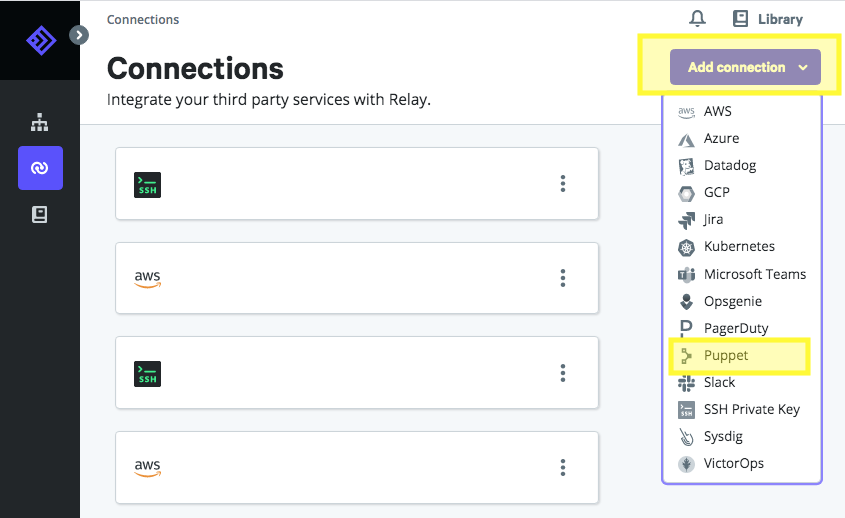 Connections
Library
Connections
Add connection
Integrate your third party services with Relay.
AWS
Azure
Datadog
GCP
Jira
Kubernetes
Microsoft Teams
Opsgenie
PagerDuty
Puppet
Slack
SSH Private Key
Sysdig
VictorOps
SSH
aws
SSH
aws